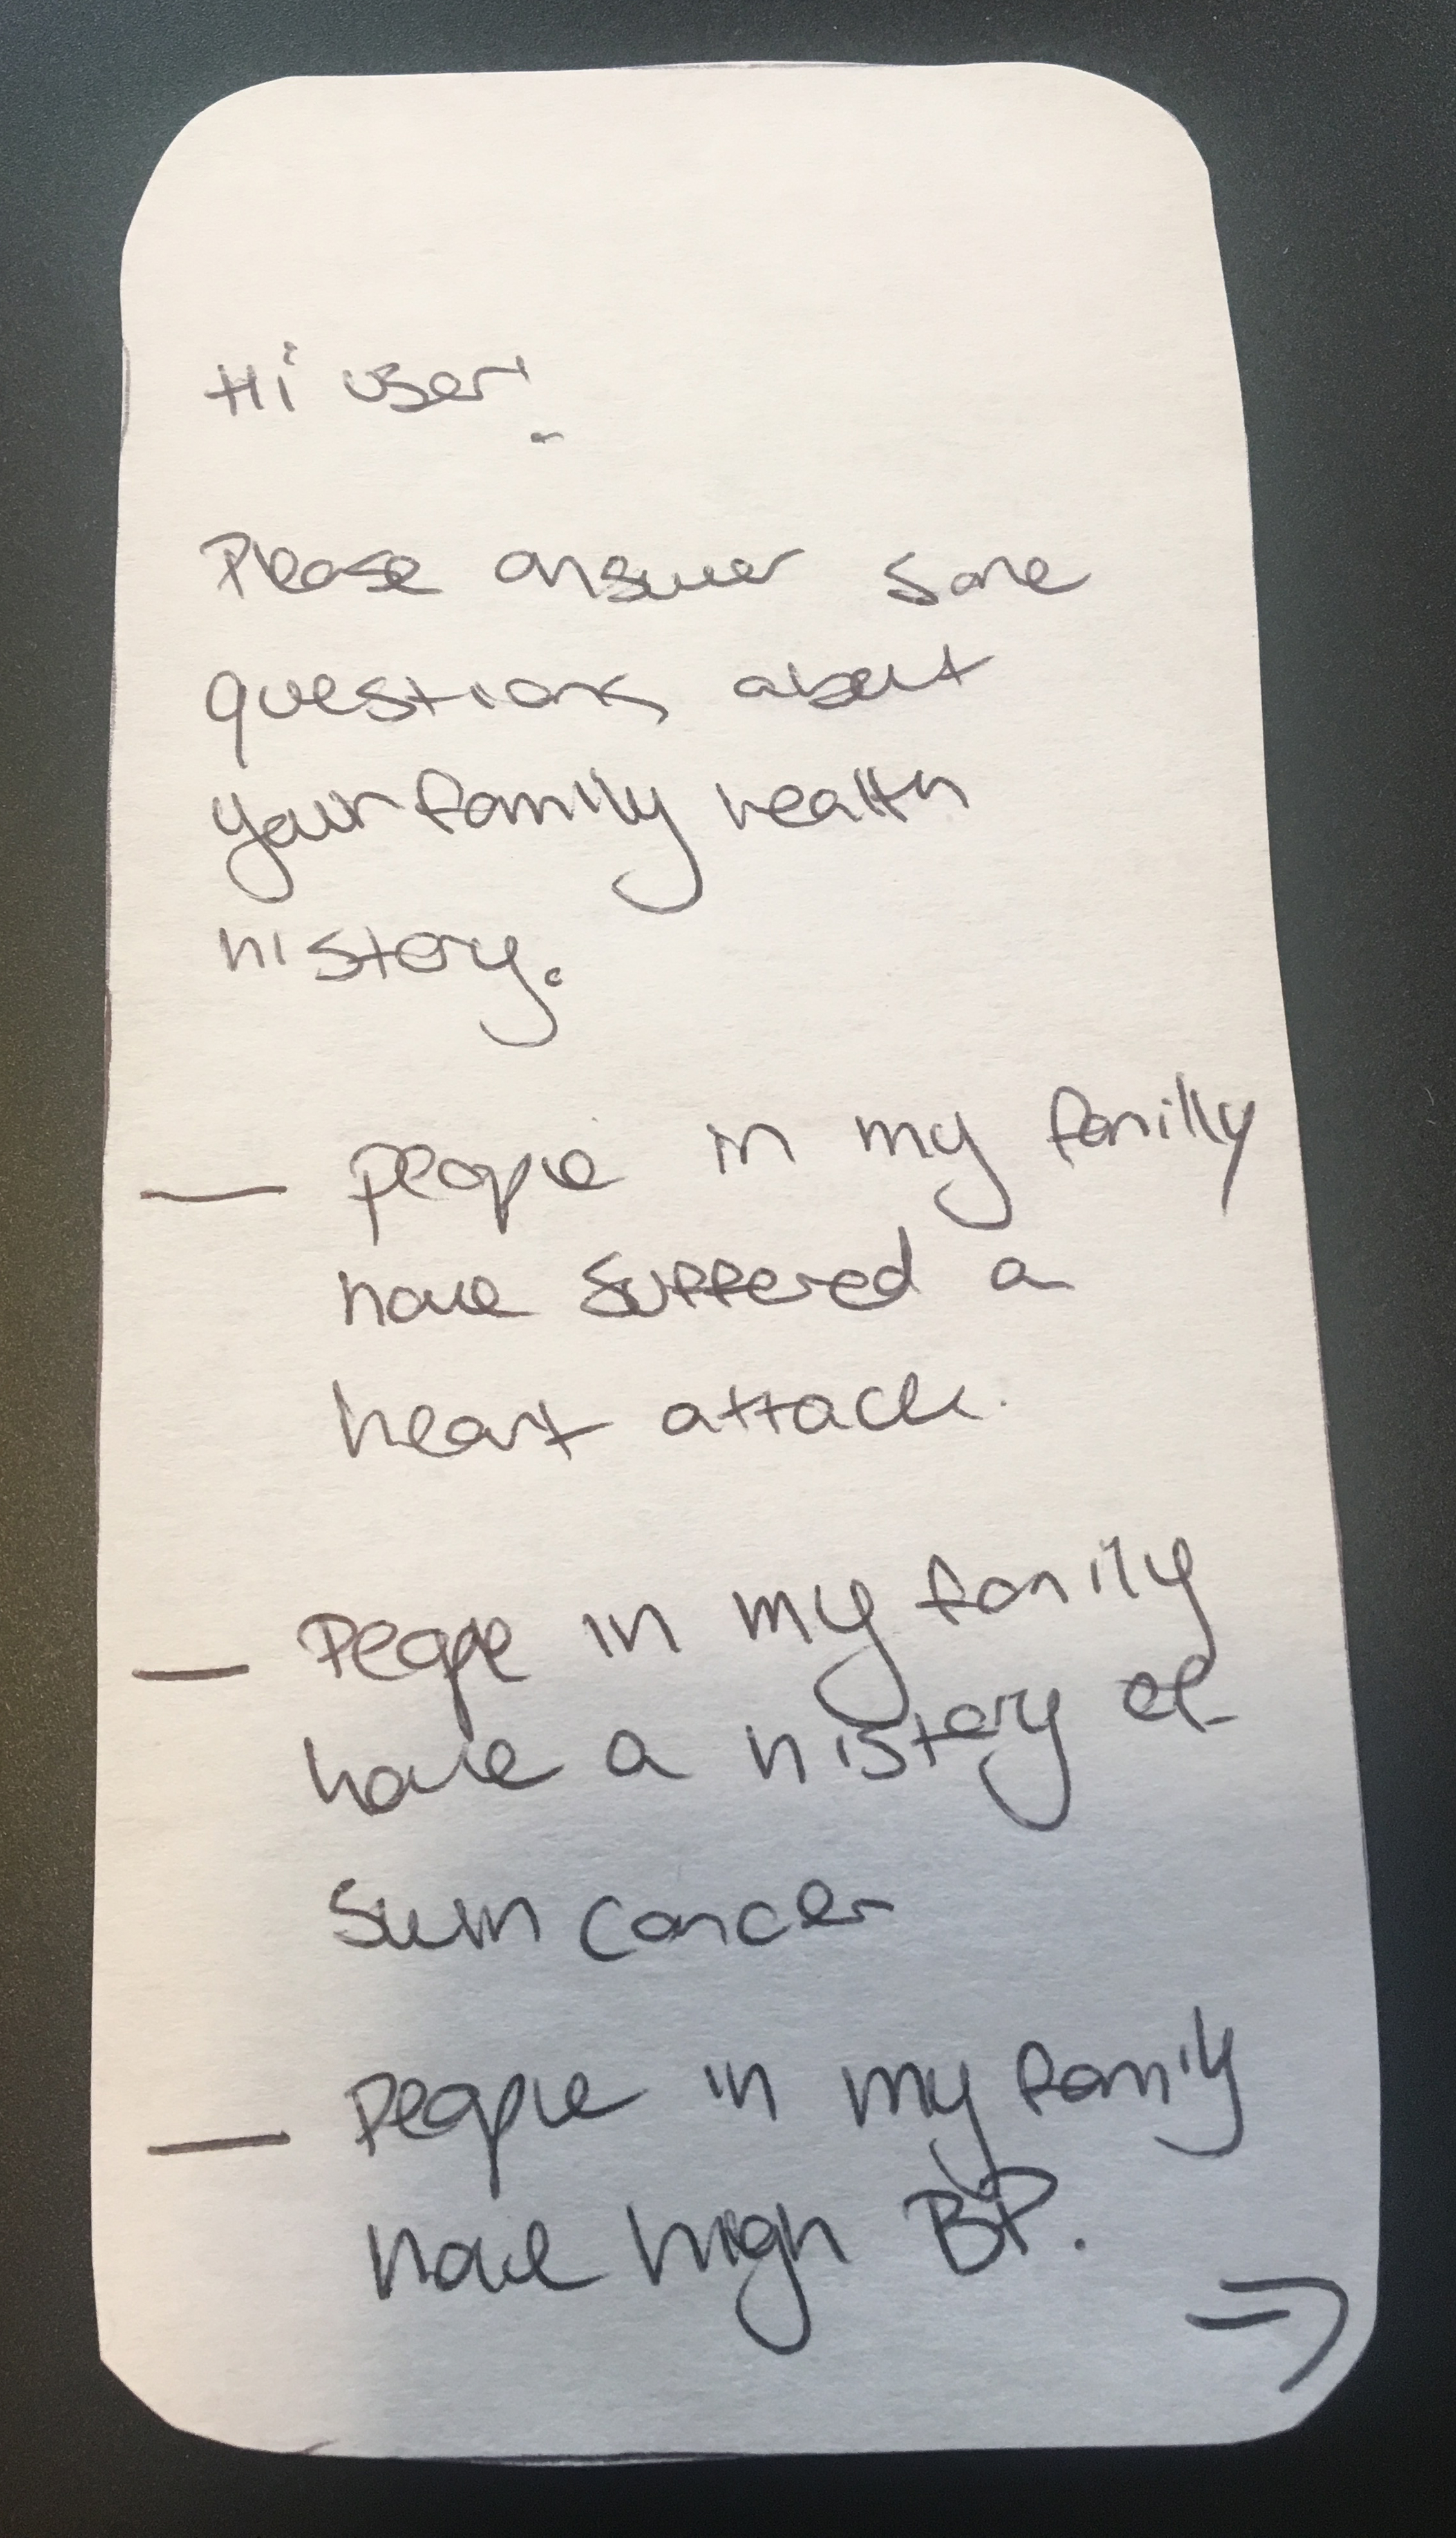 Hi user!
Please answer some
questions about
your family health
history.
— people in my familly
have suffered a
heart attack.
— People in my family
have a history of
Skin cancer
— People in my family
have high BP.